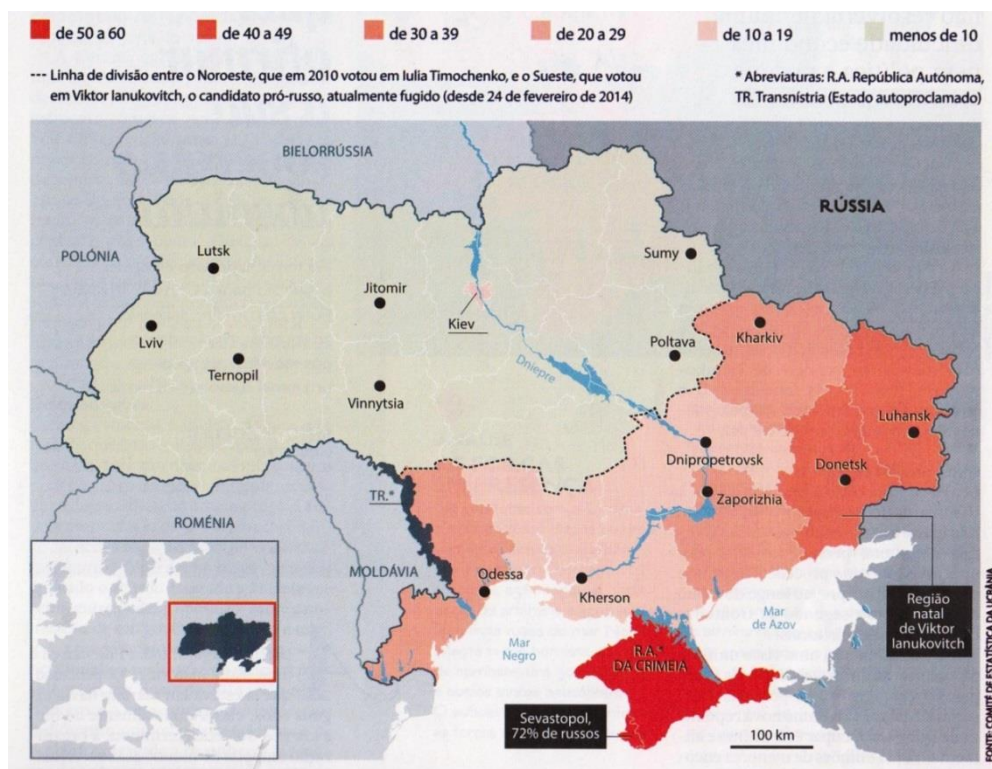 de 50 a 60
de 40 a 49
de 30 a 39
de 20 a 29
de 10 a 19
menos de 10
---- Linha de divisão entre o Noroeste, que em 2010 votou em Iulia Timochenko, e o Sueste, que votou
em Viktor Ianukovitch, o candidato pró-russo, atualmente fugido (desde 24 de fevereiro de 2014)
* Abreviaturas: R.A. República Autónoma,
TR. Transnístria (Estado autoproclamado)
BIELORRÚSSIA
RÚSSIA
POLÓNIA
Lutsk
Sumy
Jitomir
Kiev
Lviv
Kharkiv
Poltava
Ternopil
Dniepre
Vinnytsia
Luhansk
Dnipropetrovsk
Donetsk
TR.*
Zaporizhia
ROMÉNIA
MOLDÁVIA
Odessa
Kherson
Mar
de Azov
Região
natal
de Viktor
Ianukovitch
Mar
Negro
R.A.*
DA CRIMEIA
Sevastopol,
72% de russos
100 km
FONTE: COMITÉ DE ESTATÍSTICA DA UCRÂNIA